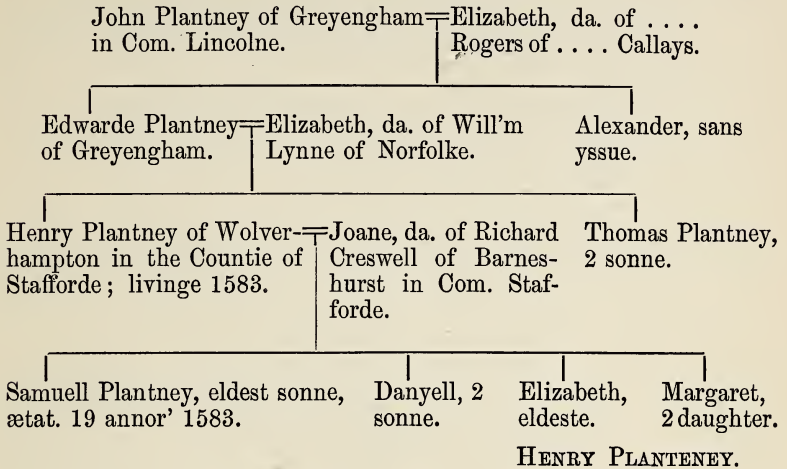 John Plantney of Greyengham
in Com. Lincolne.
Elizabeth, da. of ....
Rogers of .... Callays.
Edwarde Plantney
of Greyengham.
Elizabeth, da. of Will'm
Lynne of Norfolke.
Alexander, sans
yssue.
Henry Plantney of Wolver-
hampton in the Countie of
Stafforde; livinge 1583.
Joane, da. of Richard
Creswell of Barnes-
hurst in Com. Staf-
forde.
Thomas Plantney,
2 sonne.
Samuell Plantney, eldest sonne,
ætat. 19 annor' 1583.
Danyell, 2
sonne.
Elizabeth,
eldeste.
Margaret,
2 daughter.
HENRY PLANTENEY.